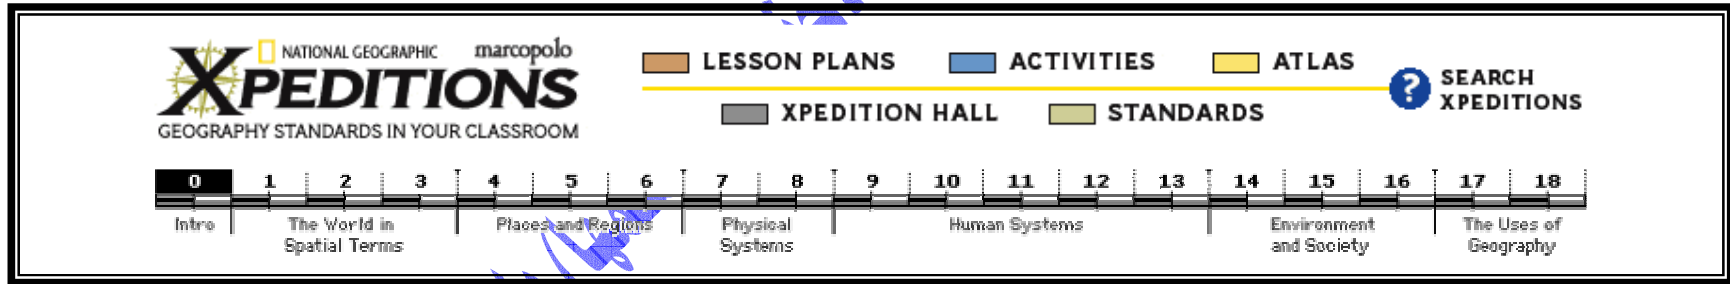 NATIONAL GEOGRAPHIC marcopolo
XPEDITIONS
GEOGRAPHY STANDARDS IN YOUR CLASSROOM
LESSON PLANS ACTIVITIES ATLAS
XPEDITION HALL STANDARDS
? SEARCH
XPEDITIONS
0 1 2 3 4 5 6 7 8 9 10 11 12 13 14 15 16 17 18
Intro The World in Places and Regions Physical Human Systems Environment The Uses of
Spatial Terms Systems and Society Geography